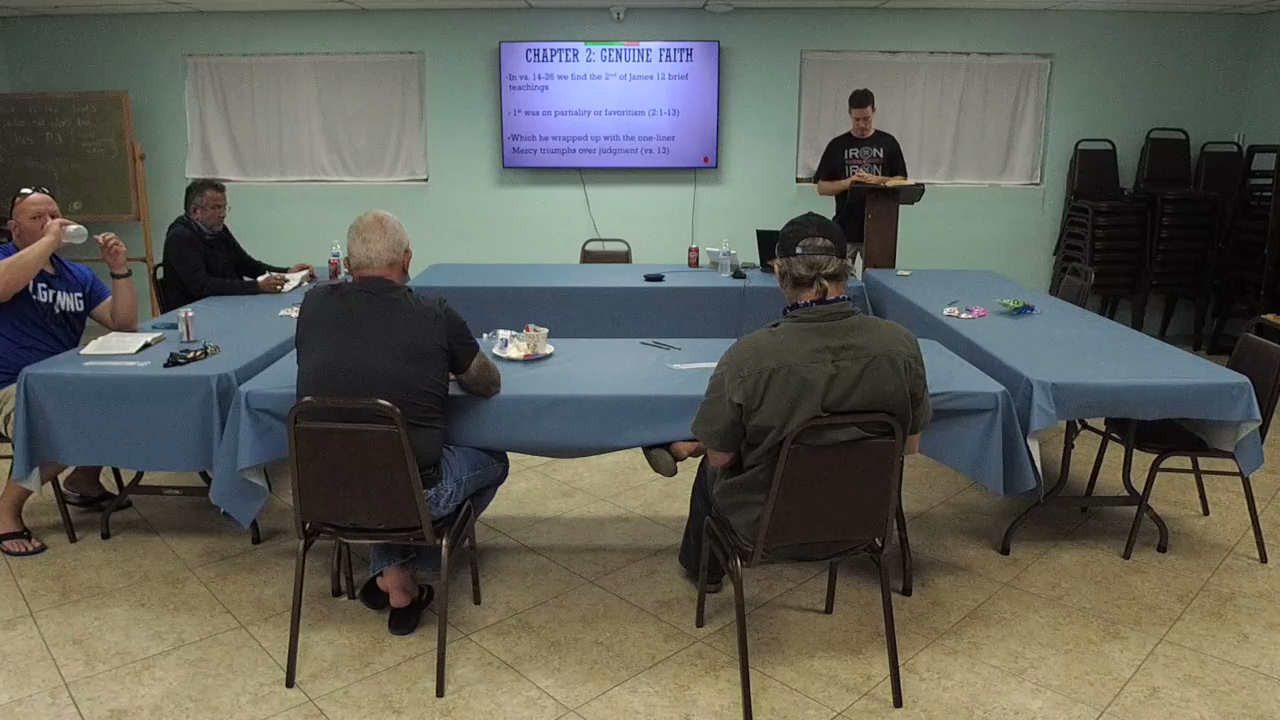 CHAPTER 2: GENUINE FAITH
•In vs. 14-26 we find the 2nd of James 12 brief
teachings
•1st was on partiality or favoritism (2:1-13)
•Which he wrapped up with the one-liner
Mercy triumphs over judgment (vs. 13)
IRON
IRON